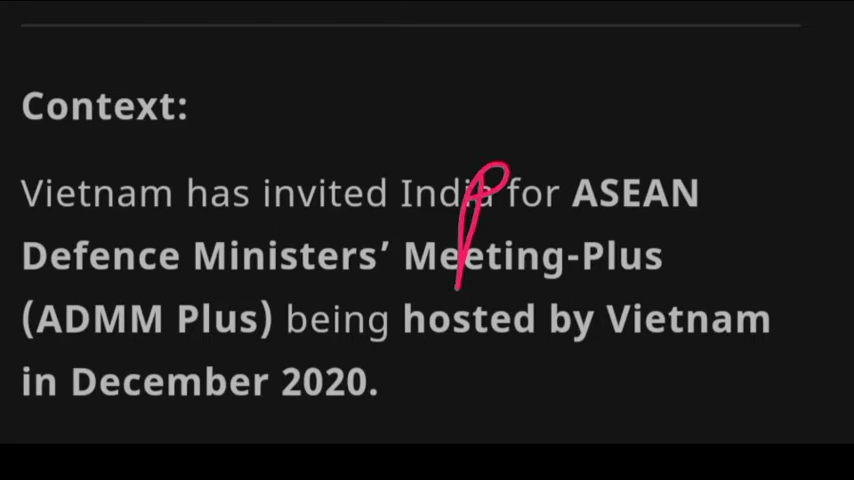 Context:
Vietnam has invited India for ASEAN
Defence Ministers’ Meeting-Plus
(ADMM Plus) being hosted by Vietnam
in December 2020.